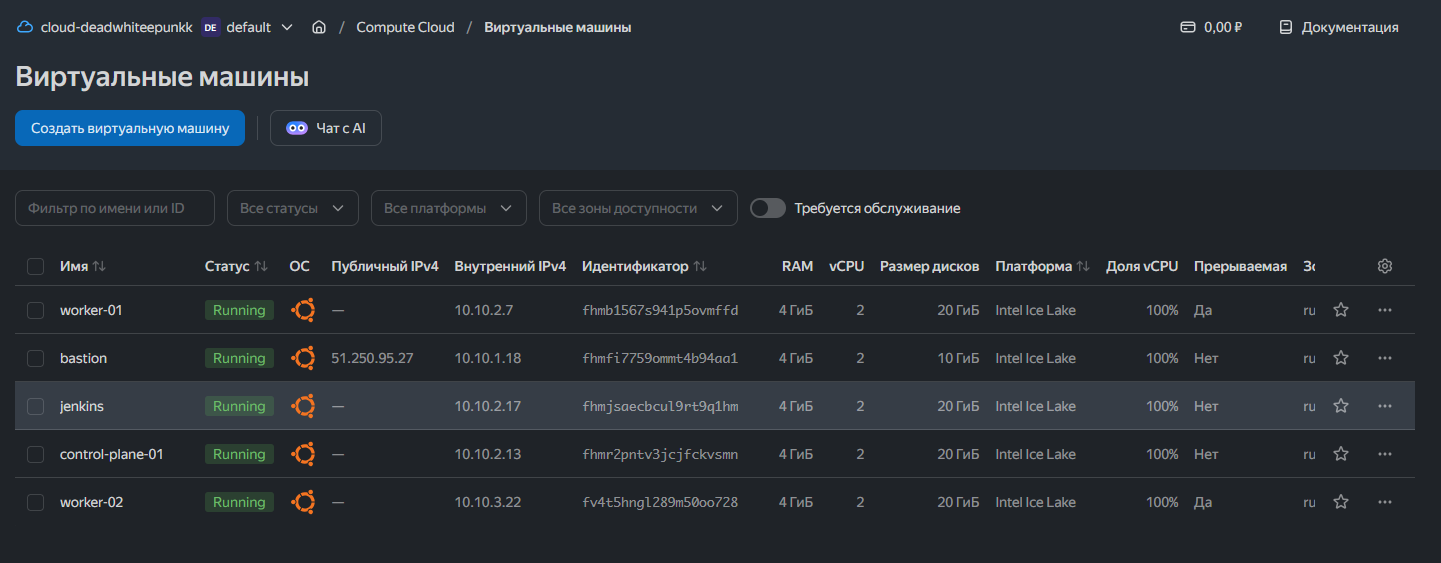 cloud-deadwhiteepunkk DE default / Compute Cloud / Виртуальные машины 0,00 ₽ Документация
Виртуальные машины
Создать виртуальную машину Чат с AI
Фильтр по имени или ID Все статусы Все платформы Все зоны доступности Требуется обслуживание
Имя Статус ОС Публичный IPv4 Внутренний IPv4 Идентификатор RAM vCPU Размер дисков Платформа Доля vCPU Прерываемая Зо
worker-01 Running — 10.10.2.7 fhmb1567s941p5ovmffd 4 ГиБ 2 20 ГиБ Intel Ice Lake 100% Да ru
bastion Running 51.250.95.27 10.10.1.18 fhmfi7759ommt4b94aa1 4 ГиБ 2 10 ГиБ Intel Ice Lake 100% Нет ru
jenkins Running — 10.10.2.17 fhmjsaecbcul9rt9q1hm 4 ГиБ 2 20 ГиБ Intel Ice Lake 100% Нет ru
control-plane-01 Running — 10.10.2.13 fhmr2pntv3jcjfckvsmn 4 ГиБ 2 20 ГиБ Intel Ice Lake 100% Нет ru
worker-02 Running — 10.10.3.22 fv4t5hngl289m50oo728 4 ГиБ 2 20 ГиБ Intel Ice Lake 100% Да ru